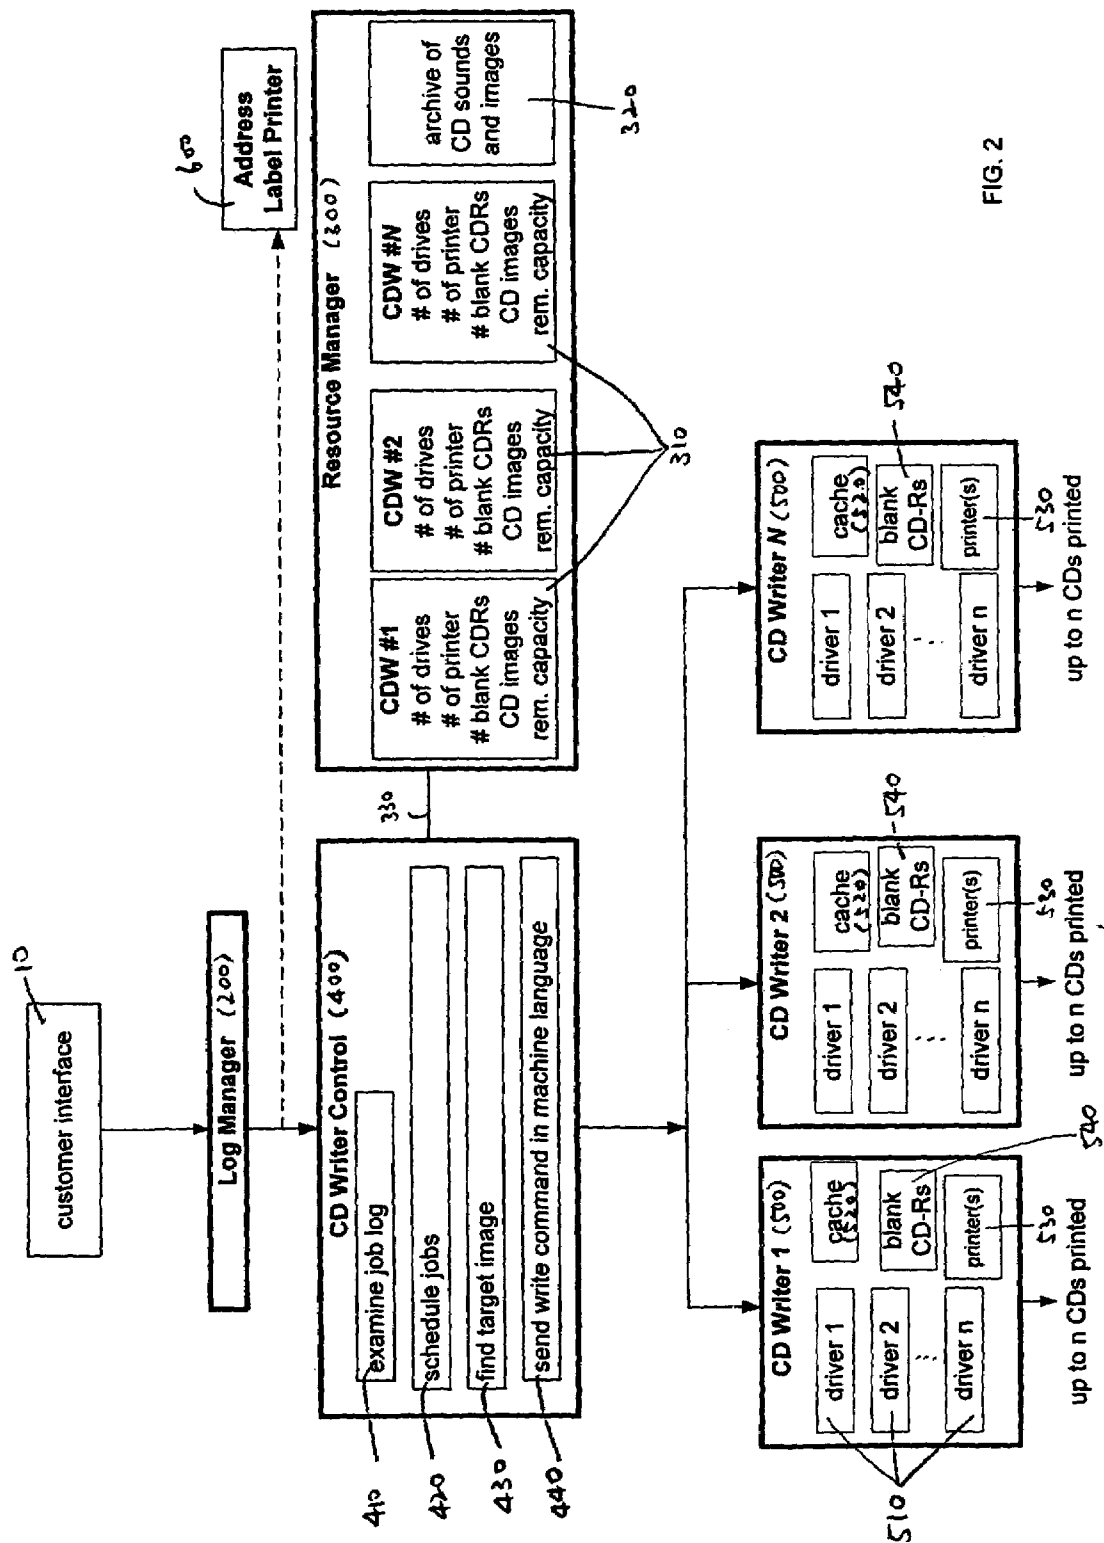 customer interface
10
Log Manager (200)
600
Address
Label Printer
CD Writer Control (400)
410
examine job log
420
schedule jobs
430
find target image
440
send write command in machine language
330
Resource Manager (300)
CDW #1
# of drives
# of printer
# blank CDRs
CD images
rem. capacity
CDW #2
# of drives
# of printer
# blank CDRs
CD images
rem. capacity
CDW #N
# of drives
# of printer
# blank CDRs
CD images
rem. capacity
archive of
CD sounds
and images
310
320
CD Writer 1 (500)
driver 1
driver 2
driver n
cache
(520)
blank
CD-Rs
printer(s)
510
540
530
up to n CDs printed
CD Writer 2 (500)
driver 1
driver 2
driver n
cache
(520)
blank
CD-Rs
printer(s)
540
530
up to n CDs printed
CD Writer N (500)
driver 1
driver 2
driver n
cache
(520)
blank
CD-Rs
printer(s)
540
530
up to n CDs printed
FIG. 2